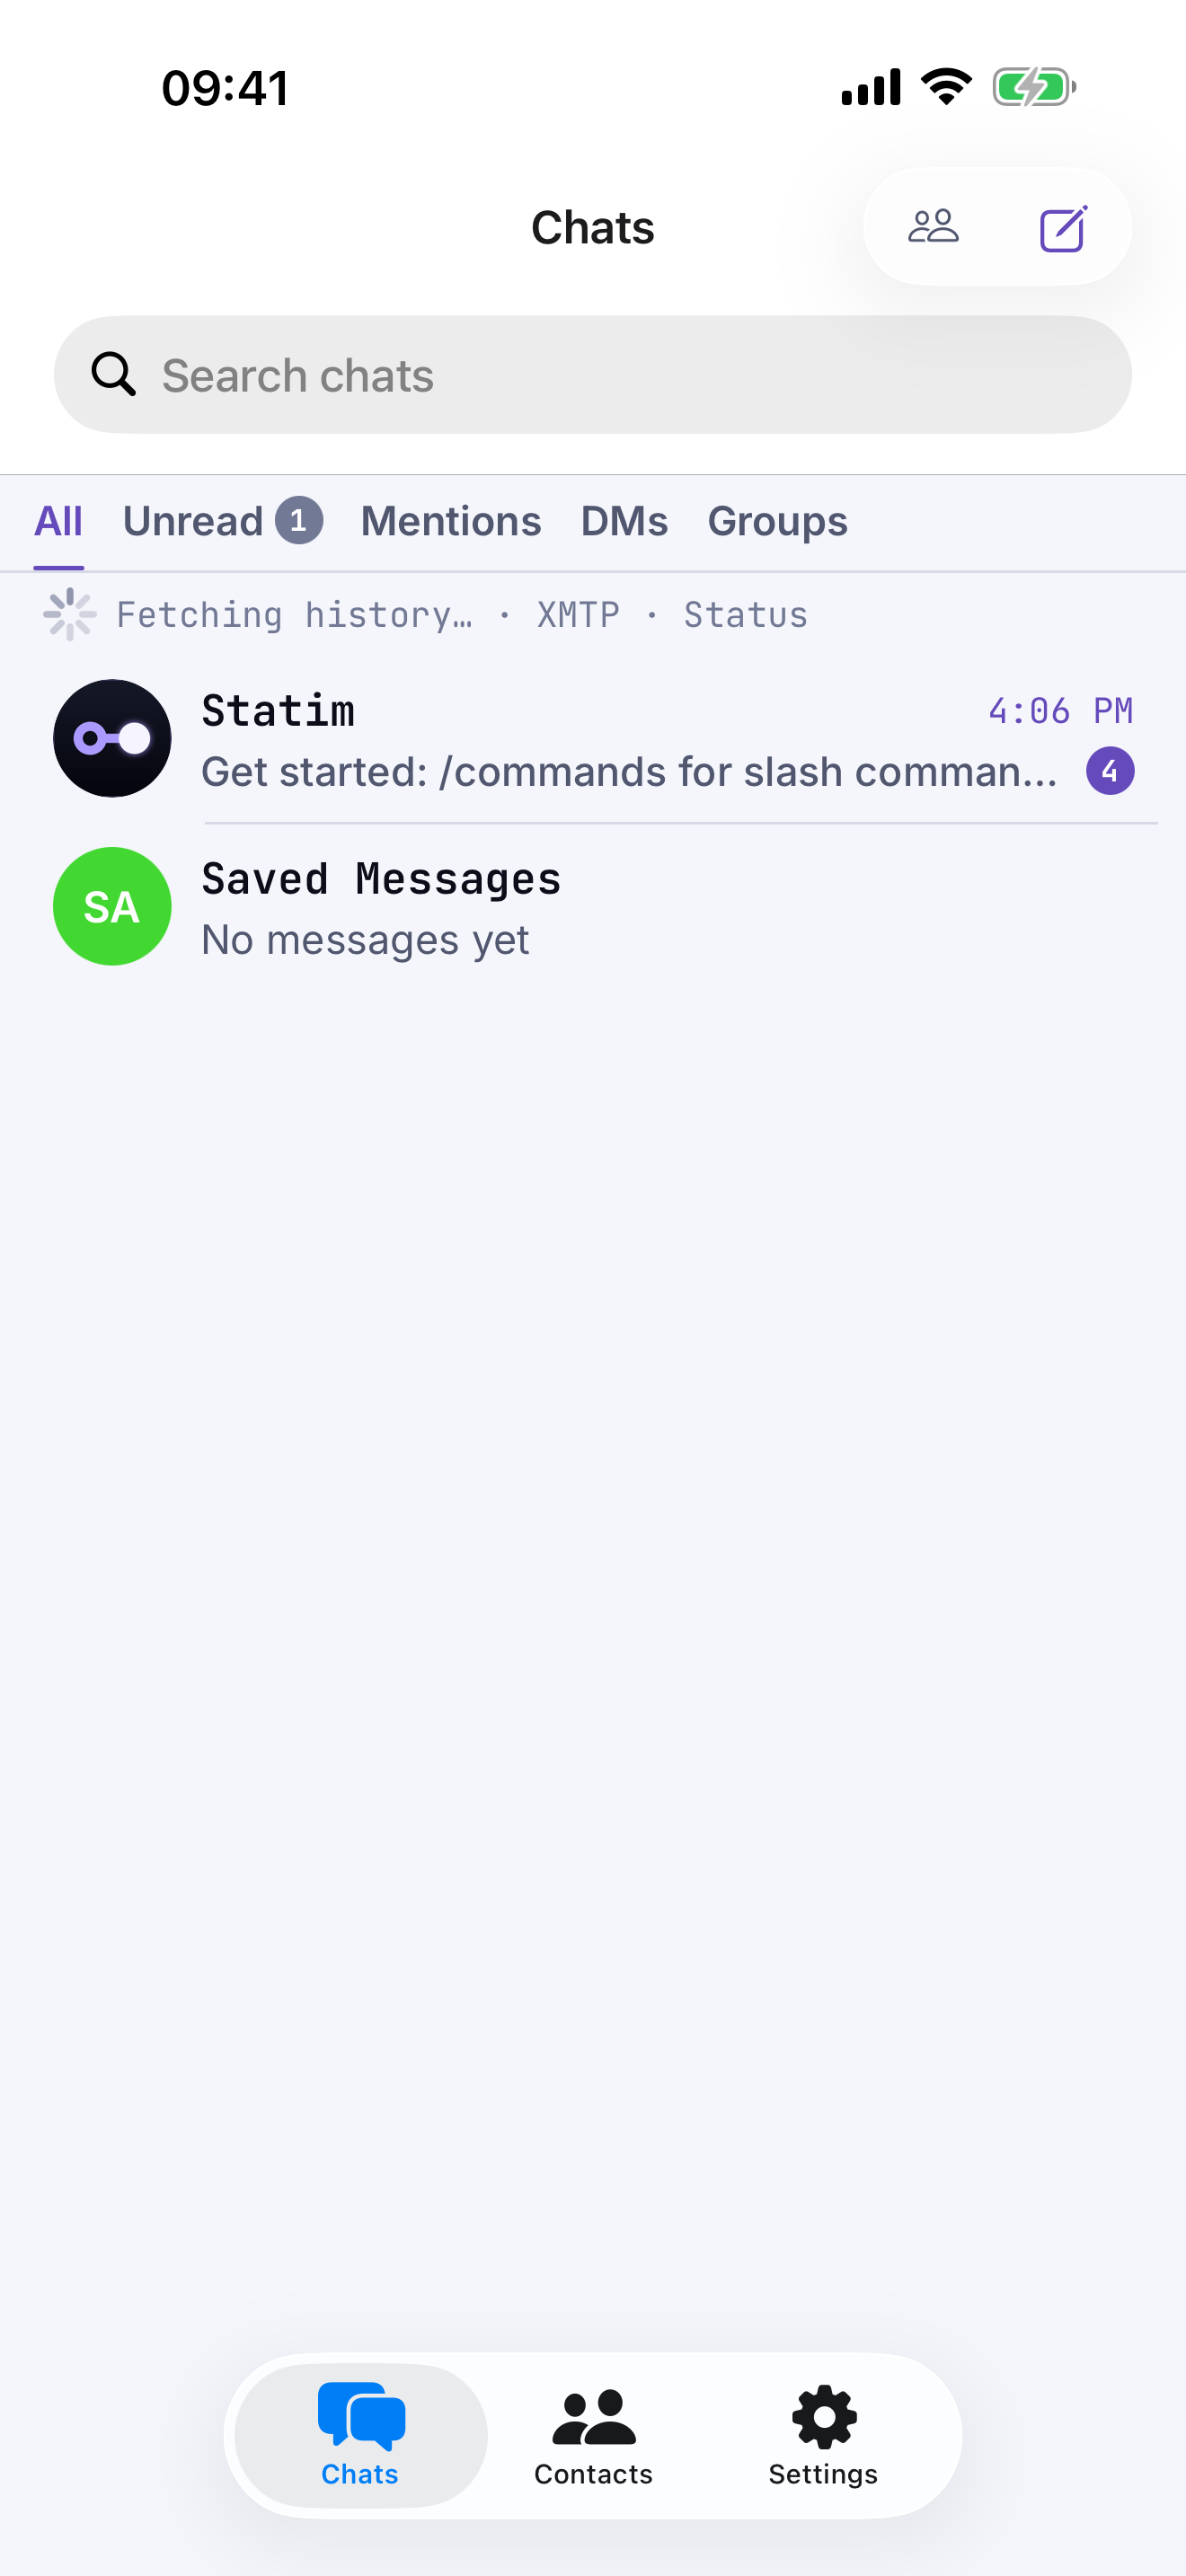 09:41
Chats
Search chats
All Unread 1 Mentions DMs Groups
Fetching history… · XMTP · Status
Statim 4:06 PM
Get started: /commands for slash comman... 4
SA Saved Messages
No messages yet
Chats Contacts Settings